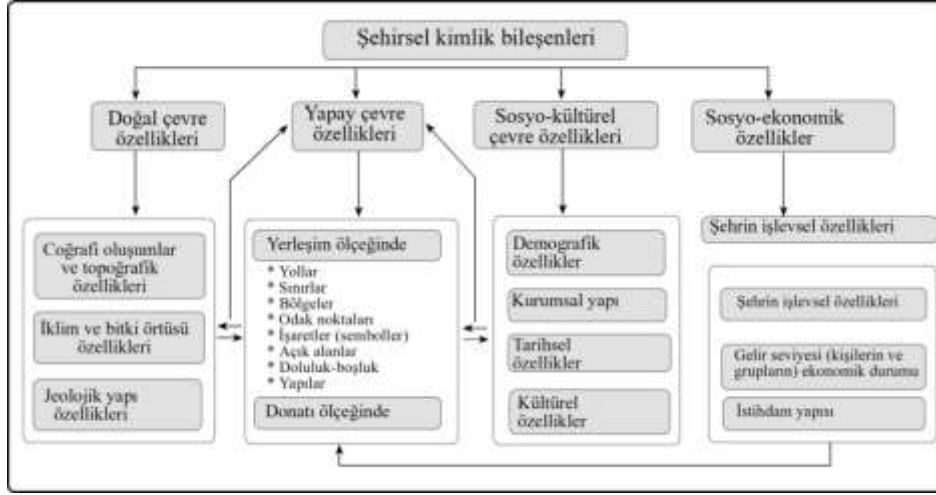 Şehirsel kimlik bileşenleri
Doğal çevre
özellikleri
Yapay çevre
özellikleri
Sosyo-kültürel
çevre özellikleri
Sosyo-ekonomik
özellikler
Coğrafi oluşumlar
ve topoğrafik
özellikleri
İklim ve bitki örtüsü
özellikleri
Jeolojik yapı
özellikleri
Yerleşim ölçeğinde
* Yollar
* Sınırlar
* Bölgeler
* Odak noktaları
* İşaretler (semboller)
* Açık alanlar
* Doluluk-boşluk
* Yapılar
Donatı ölçeğinde
Demografik
özellikler
Kurumsal yapı
Tarihsel
özellikler
Kültürel
özellikler
Şehrin işlevsel özellikleri
Şehrin işlevsel özellikleri
Gelir seviyesi (kişilerin ve
grupların) ekonomik durumu
İstihdam yapısı